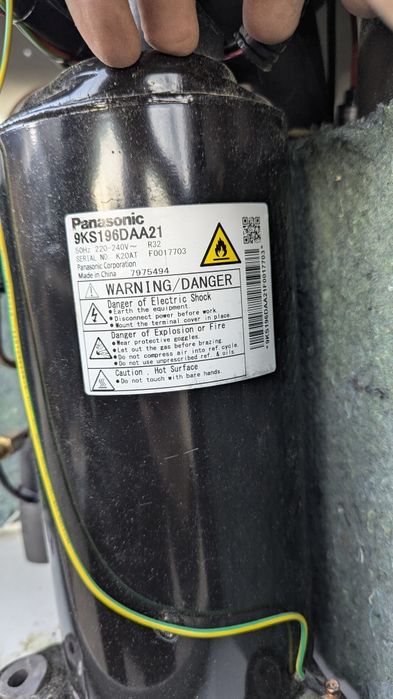 Panasonic
9KS196DAA21
50Hz 220-240V~ R32
SERIAL NO. K20AT F0017703
Panasonic Corporation
Made in China 7975494
WARNING/DANGER
Danger of Electric Shock
●Earth the equipment.
●Disconnect power before work
●Mount the terminal cover in place.
Danger of Explosion or Fire
●Wear protective goggles.
●Let out the gas before brazing.
●Do not compress air into ref.cycle.
●Do not use unprescribed ref. & oils.
Caution , Hot Surface
●Do not touch with bare hands.
*9KS196DAA21F0017703*